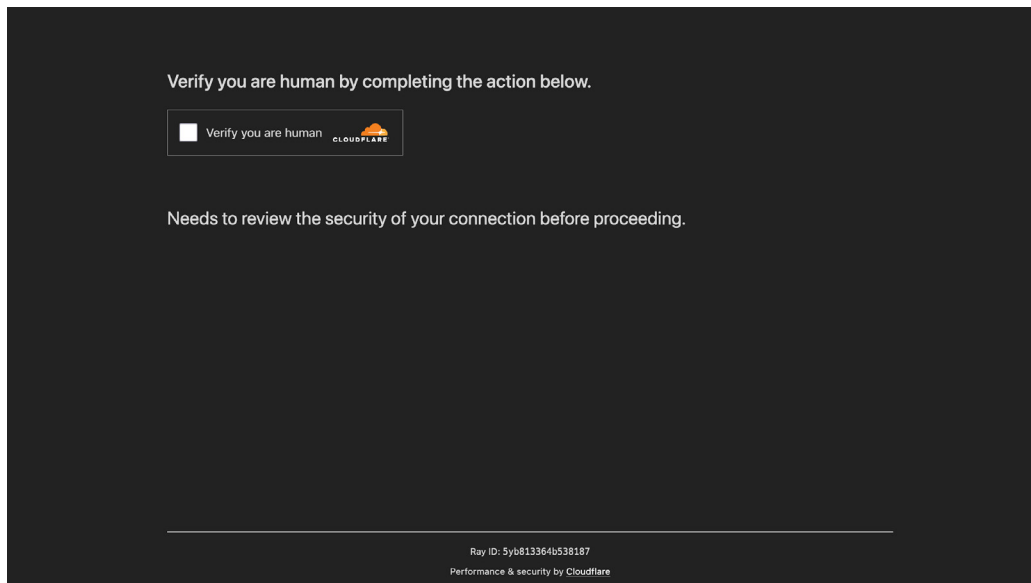 Verify you are human by completing the action below.
Verify you are human
CLOUDFLARE
Needs to review the security of your connection before proceeding.
Ray ID: 5yb813364b538187
Performance & security by Cloudflare